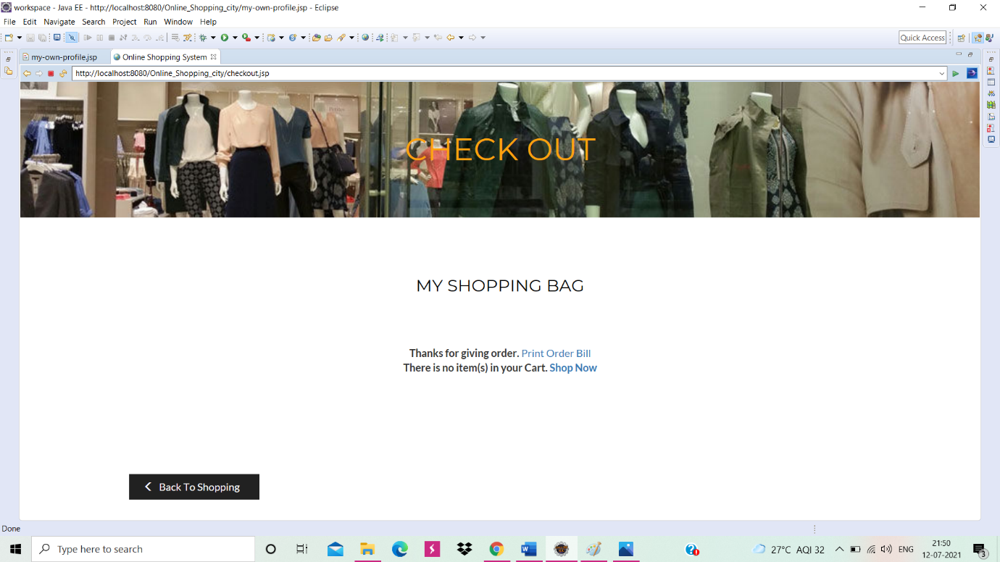 workspace - Java EE - http://localhost:8080/Online_Shopping_city/my-own-profile.jsp - Eclipse
File Edit Navigate Search Project Run Window Help
Quick Access
my-own-profile.jsp Online Shopping System
http://localhost:8080/Online_Shopping_city/checkout.jsp
CHECK OUT
MY SHOPPING BAG
Thanks for giving order. Print Order Bill
There is no item(s) in your Cart. Shop Now
Back To Shopping
Done
Type here to search
27°C AQI 32
ENG
21:50
12-07-2021
3